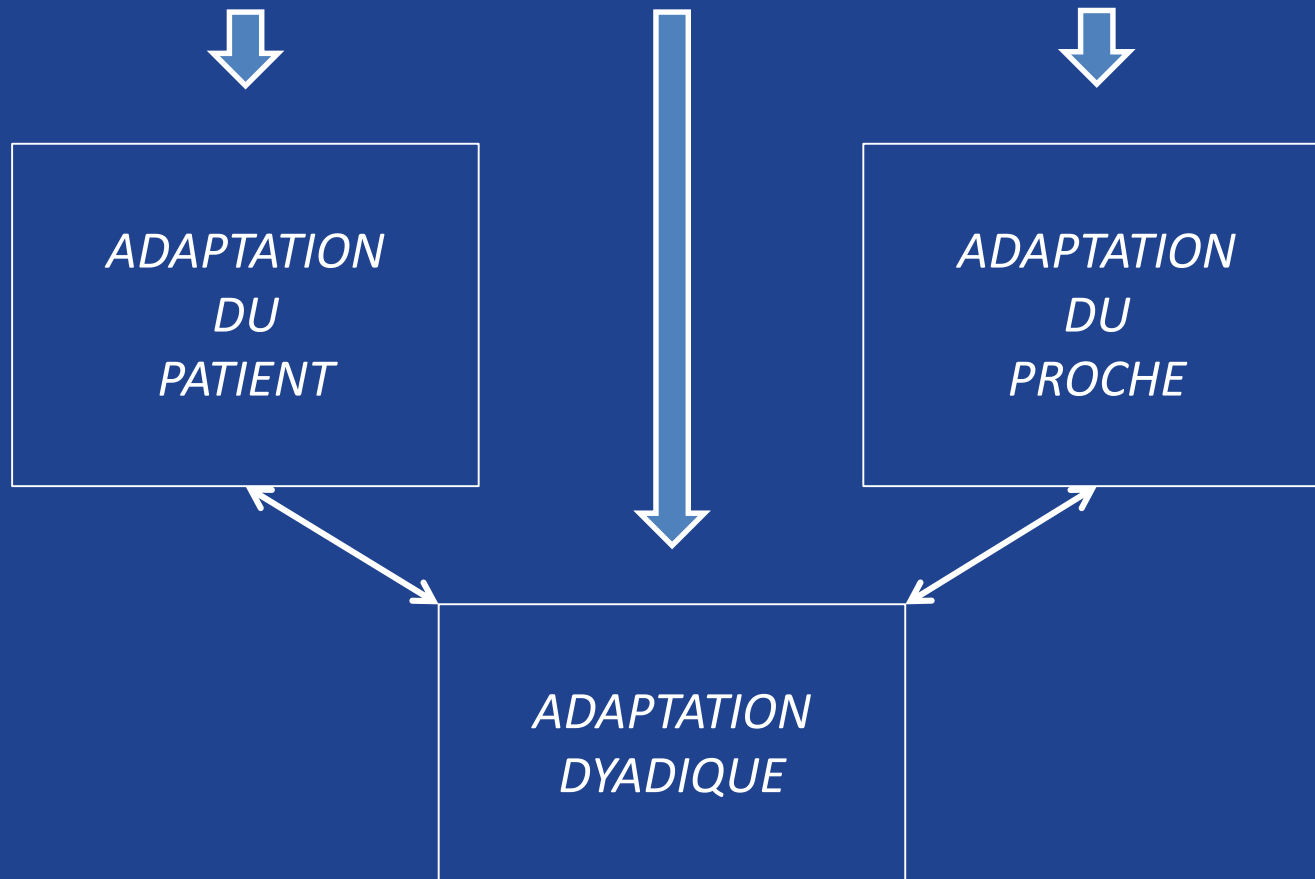 ADAPTATION
DU
PATIENT
ADAPTATION
DU
PROCHE
ADAPTATION
DYADIQUE